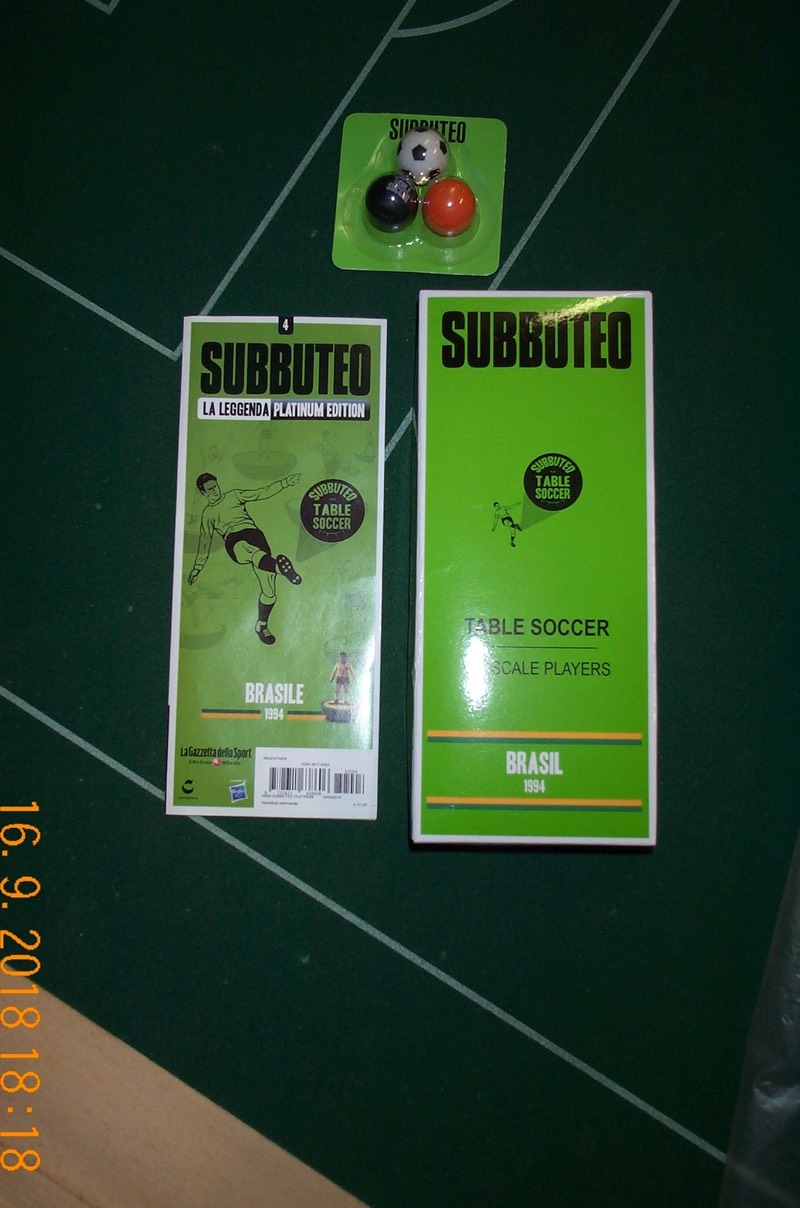 SUBBUTEO
4
SUBBUTEO
LA LEGGENDA PLATINUM EDITION
SUBBUTEO
TABLE
SOCCER
BRASILE
1994
La Gazzetta dello Sport
SUBBUTEO
SUBBUTEO
TABLE
SOCCER
TABLE SOCCER
SCALE PLAYERS
BRASIL
1994
16. 9. 2018 18:18